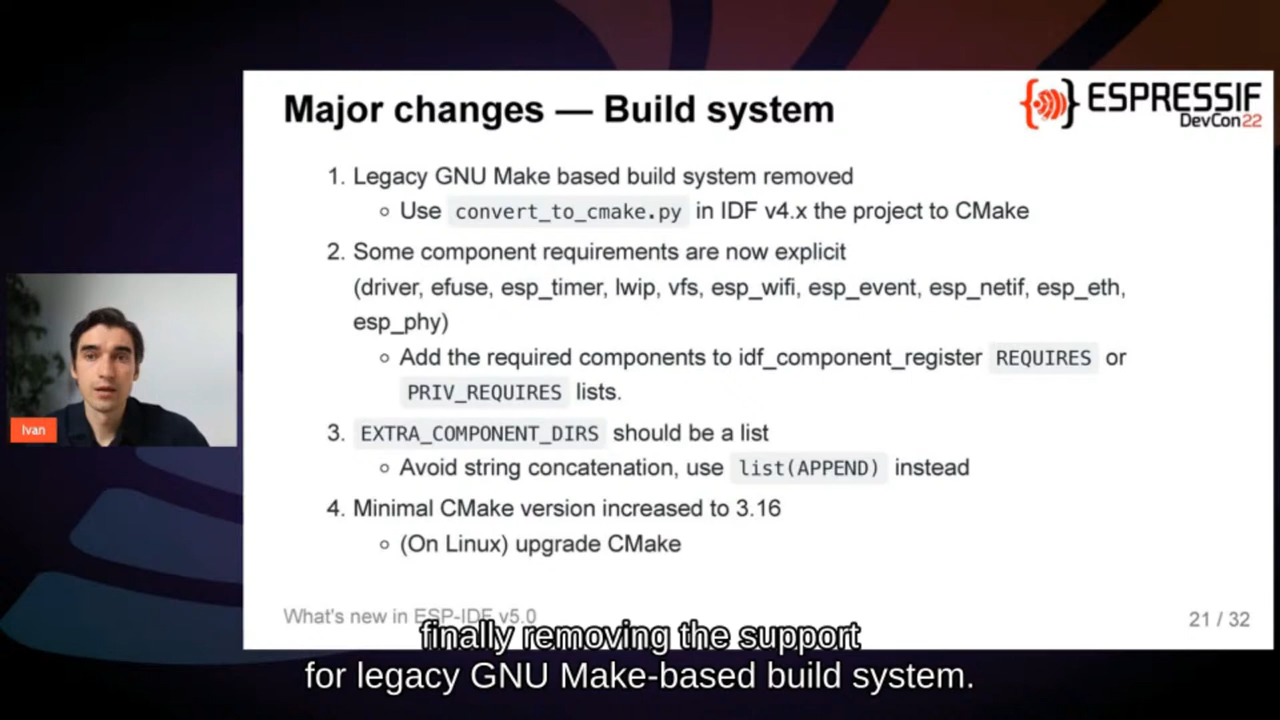 Major changes — Build system
{ } ESPRESSIF
DevCon22
1. Legacy GNU Make based build system removed
Use convert_to_cmake.py in IDF v4.x the project to CMake
2. Some component requirements are now explicit
(driver, efuse, esp_timer, lwip, vfs, esp_wifi, esp_event, esp_netif, esp_eth,
esp_phy)
Add the required components to idf_component_register REQUIRES or
PRIV_REQUIRES lists.
Ivan
3. EXTRA_COMPONENT_DIRS should be a list
Avoid string concatenation, use list(APPEND) instead
4. Minimal CMake version increased to 3.16
(On Linux) upgrade CMake
What's new in ESP-IDF v5.0
21 / 32
finally removing the support
for legacy GNU Make-based build system.